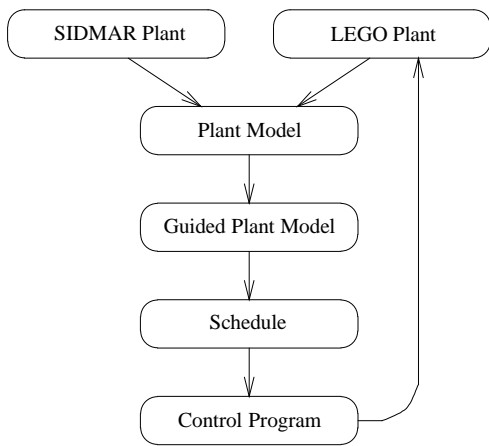 SIDMAR Plant
LEGO Plant
Plant Model
Guided Plant Model
Schedule
Control Program